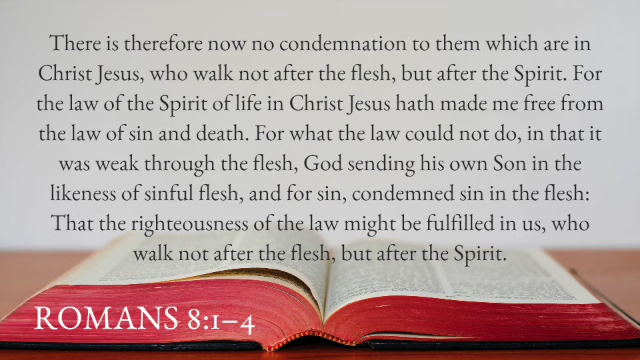 There is therefore now no condemnation to them which are in
Christ Jesus, who walk not after the flesh, but after the Spirit. For
the law of the Spirit of life in Christ Jesus hath made me free from
the law of sin and death. For what the law could not do, in that it
was weak through the flesh, God sending his own Son in the
likeness of sinful flesh, and for sin, condemned sin in the flesh:
That the righteousness of the law might be fulfilled in us, who
walk not after the flesh, but after the Spirit.
ROMANS 8:1–4